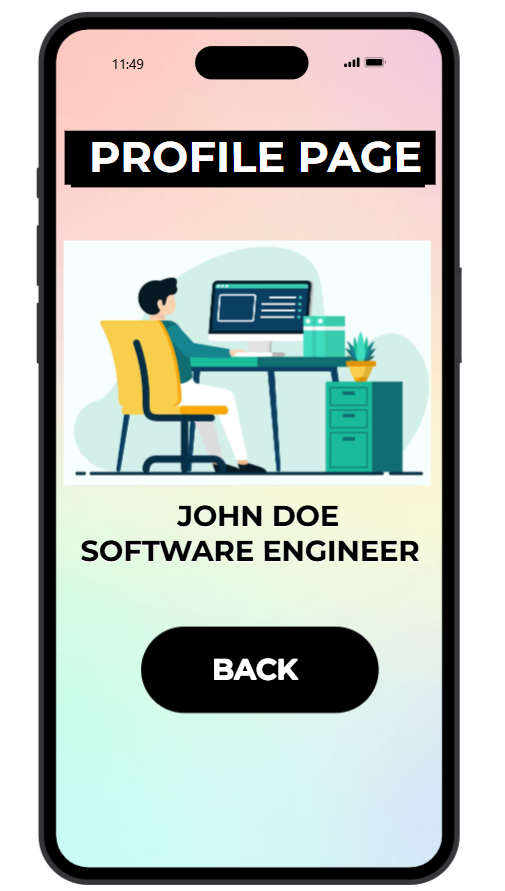 11:49
PROFILE PAGE
JOHN DOE
SOFTWARE ENGINEER
BACK